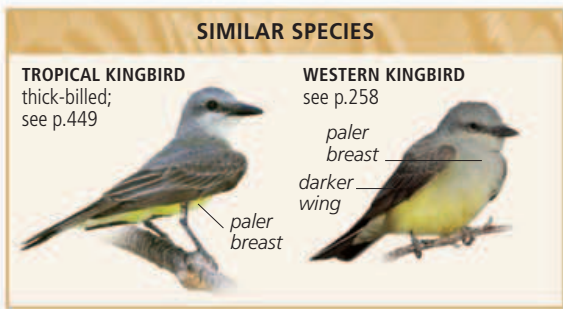 SIMILAR SPECIES
TROPICAL KINGBIRD
thick-billed;
see p.449
paler
breast
WESTERN KINGBIRD
see p.258
paler
breast
darker
wing